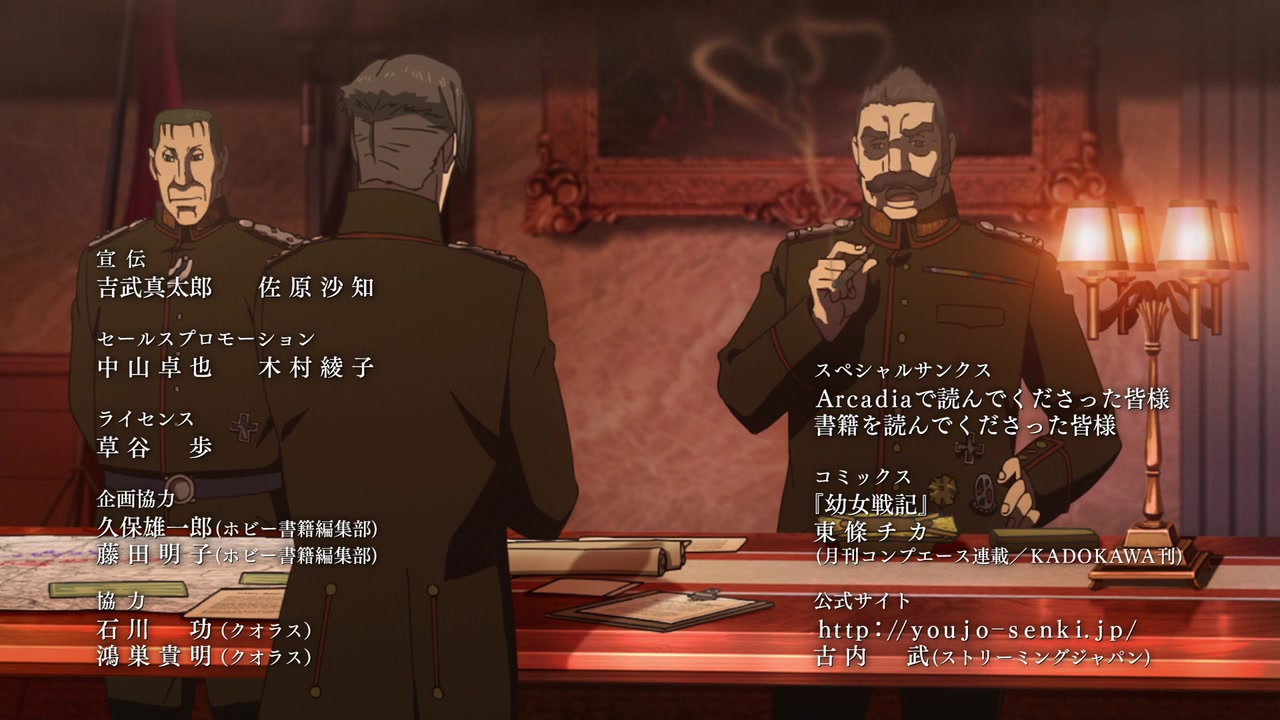 宣伝
吉武真太郎　佐原沙知
セールスプロモーション
中山卓也　木村綾子
ライセンス
草谷　歩
企画協力
久保雄一郎(ホビー書籍編集部)
藤田明子(ホビー書籍編集部)
協力
石川　功(クオラス)
鴻巣貴明(クオラス)
スペシャルサンクス
Arcadiaで読んでくださった皆様
書籍を読んでくださった皆様
コミックス
『幼女戦記』
東條チカ
(月刊コンプエース連載／KADOKAWA刊)
公式サイト
http://youjo-senki.jp/
古内　武(ストリーミングジャパン)